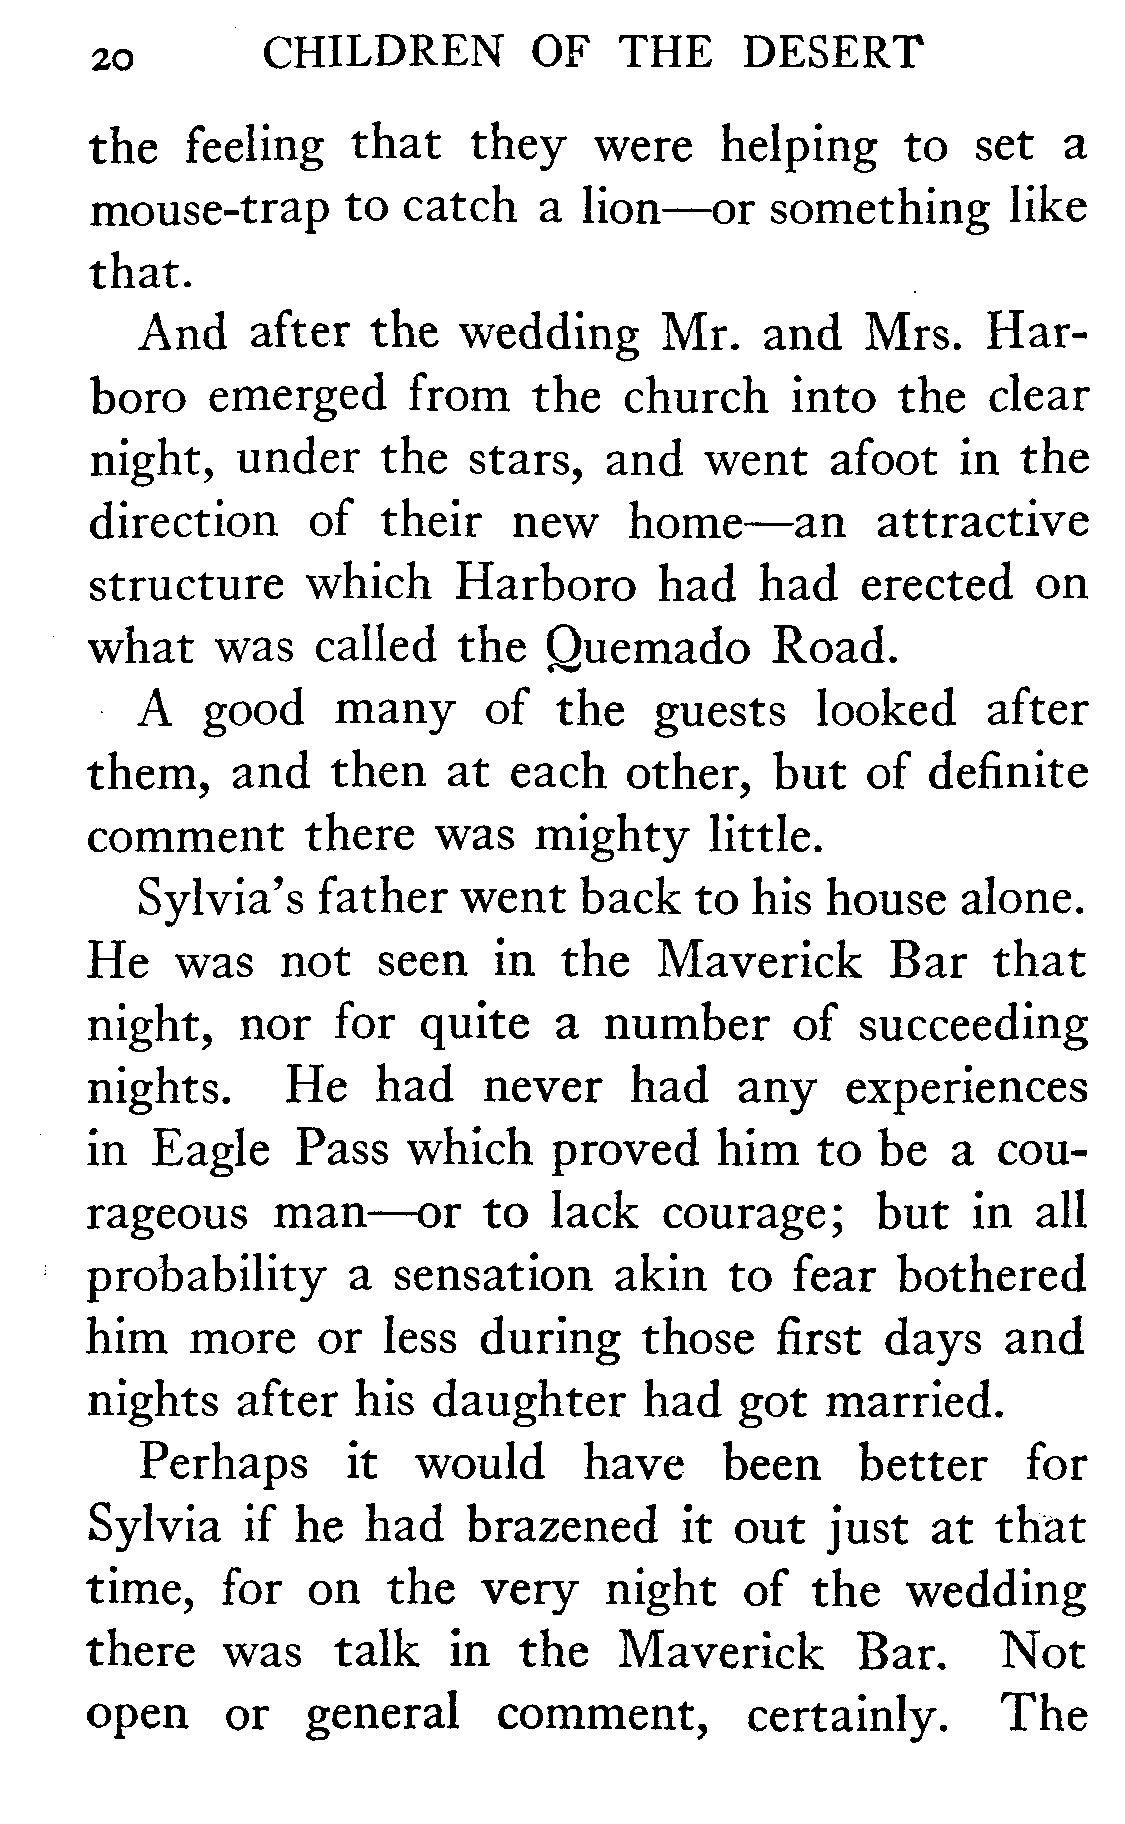 20 CHILDREN OF THE DESERT
the feeling that they were helping to set a
mouse-trap to catch a lion—or something like
that.
And after the wedding Mr. and Mrs. Har-
boro emerged from the church into the clear
night, under the stars, and went afoot in the
direction of their new home—an attractive
structure which Harboro had had erected on
what was called the Quemado Road.
A good many of the guests looked after
them, and then at each other, but of definite
comment there was mighty little.
Sylvia's father went back to his house alone.
He was not seen in the Maverick Bar that
night, nor for quite a number of succeeding
nights. He had never had any experiences
in Eagle Pass which proved him to be a cou-
rageous man—or to lack courage; but in all
probability a sensation akin to fear bothered
him more or less during those first days and
nights after his daughter had got married.
Perhaps it would have been better for
Sylvia if he had brazened it out just at that
time, for on the very night of the wedding
there was talk in the Maverick Bar. Not
open or general comment, certainly. The